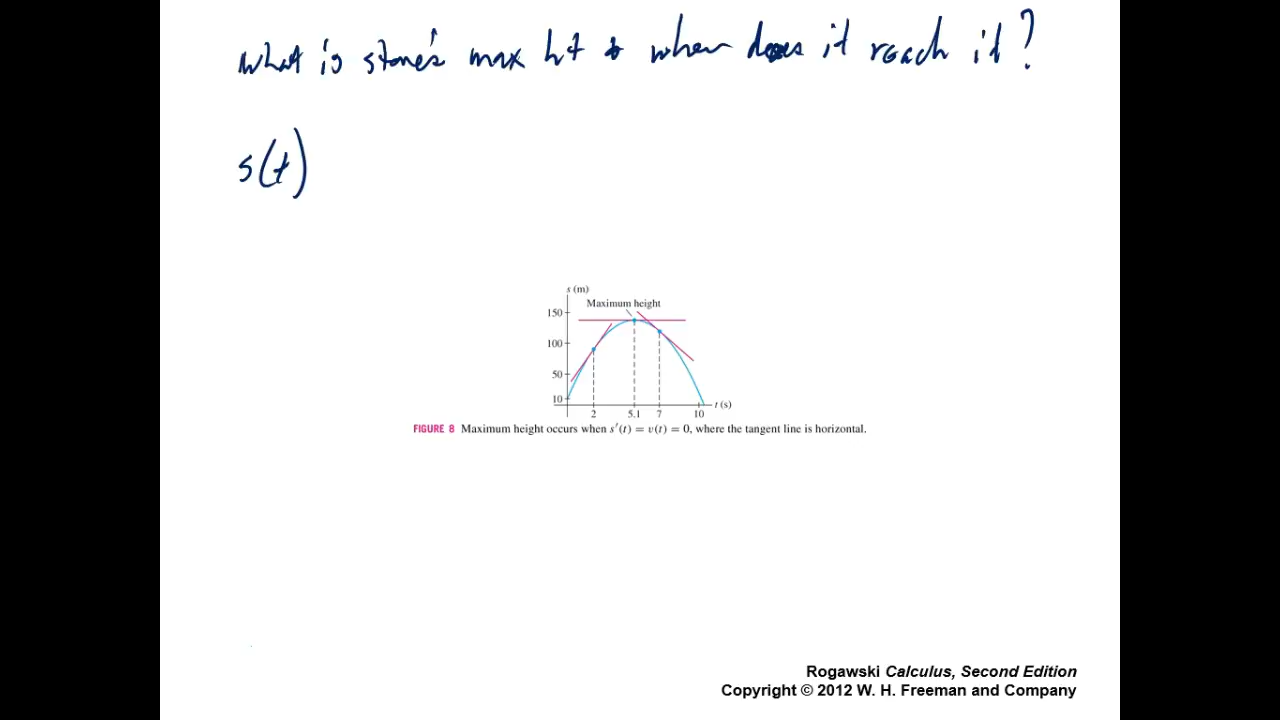 What is stone's max ht & when does it reach it?
s(t)
s (m)
Maximum height
150
100
50
10
2 5.1 7 10 t (s)
FIGURE 8 Maximum height occurs when s′(t) = v(t) = 0, where the tangent line is horizontal.
Rogawski Calculus, Second Edition
Copyright © 2012 W. H. Freeman and Company